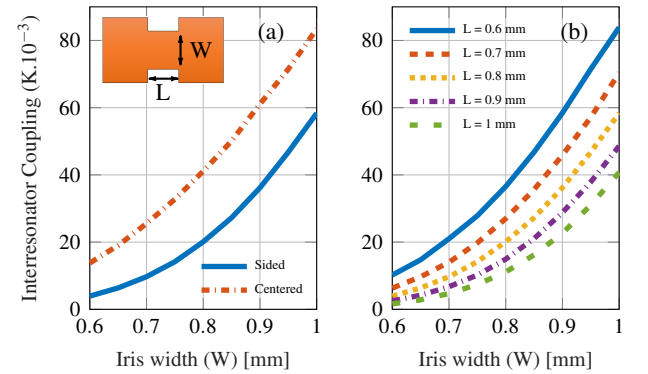 (a)
W
L
Sided
Centered
80
60
40
20
0
0.6
0.7
0.8
0.9
1
Iris width (W) [mm]
Interresonator Coupling (K.10⁻³)
(b)
L = 0.6 mm
L = 0.7 mm
L = 0.8 mm
L = 0.9 mm
L = 1 mm
80
60
40
20
0
0.6
0.7
0.8
0.9
1
Iris width (W) [mm]